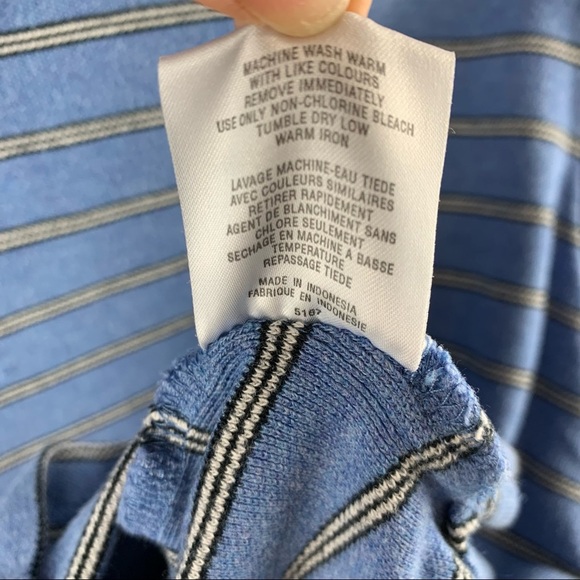 MACHINE WASH WARM
WITH LIKE COLOURS
REMOVE IMMEDIATELY
USE ONLY NON-CHLORINE BLEACH
TUMBLE DRY LOW
WARM IRON
LAVAGE MACHINE-EAU TIEDE
AVEC COULEURS SIMILAIRES
RETIRER RAPIDEMENT
AGENT DE BLANCHIMENT SANS
CHLORE SEULEMENT
SECHAGE EN MACHINE À BASSE
TEMPERATURE
REPASSAGE TIEDE
MADE IN INDONESIA
FABRIQUE EN INDONESIE